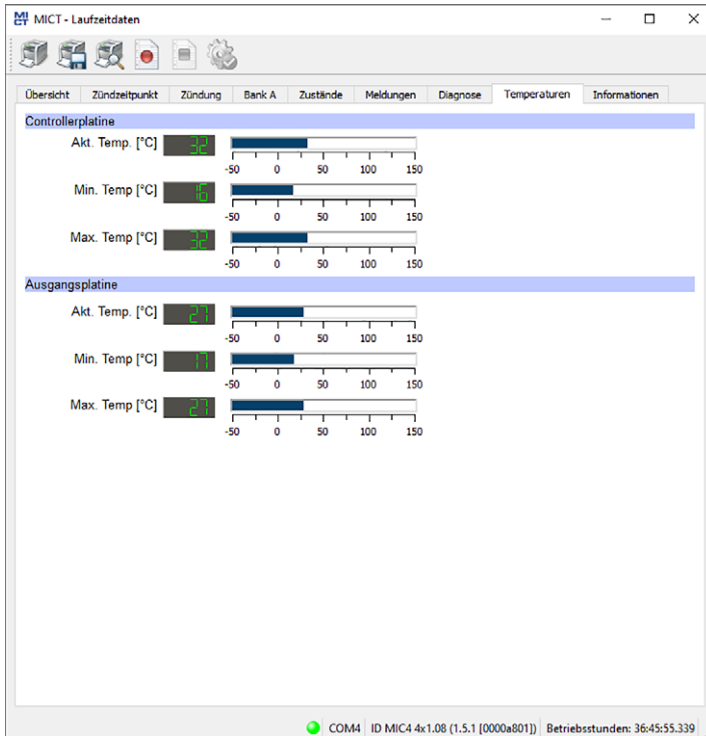 MICT - Laufzeitdaten
Übersicht Zündzeitpunkt Zündung Bank A Zustände Meldungen Diagnose Temperaturen Informationen
Controllerplatine
Akt. Temp. [°C] 32
-50 0 50 100 150
Min. Temp [°C] 16
-50 0 50 100 150
Max. Temp [°C] 32
-50 0 50 100 150
Ausgangsplatine
Akt. Temp. [°C] 27
-50 0 50 100 150
Min. Temp [°C] 17
-50 0 50 100 150
Max. Temp [°C] 27
-50 0 50 100 150
COM4 ID MIC4 4x1.08 (1.5.1 [0000a801]) Betriebsstunden: 36:45:55.339